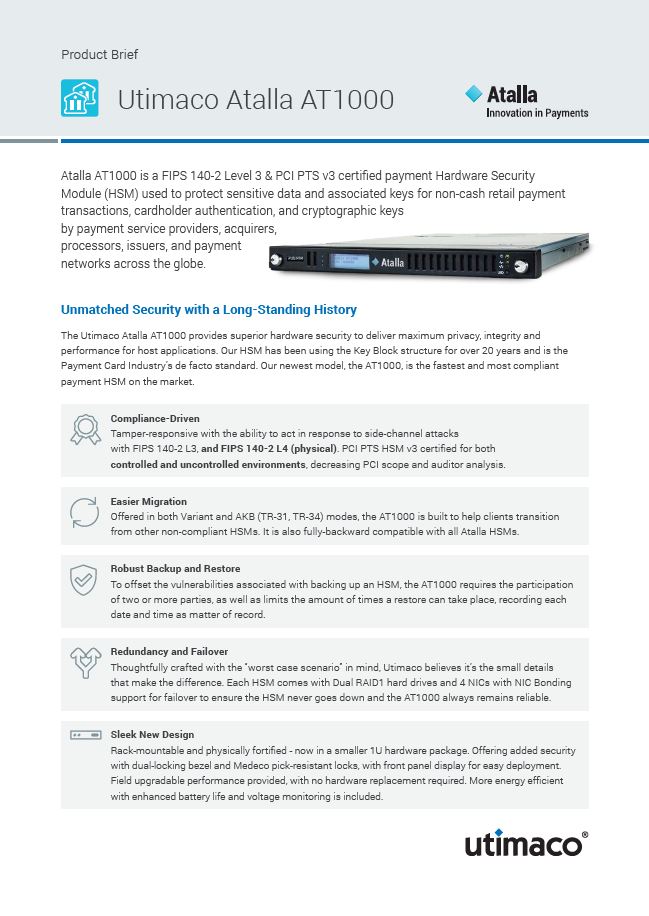 Product Brief
Utimaco Atalla AT1000
Atalla
Innovation in Payments
Atalla AT1000 is a FIPS 140-2 Level 3 & PCI PTS v3 certified payment Hardware Security
Module (HSM) used to protect sensitive data and associated keys for non-cash retail payment
transactions, cardholder authentication, and cryptographic keys
by payment service providers, acquirers,
processors, issuers, and payment
networks across the globe.
Atalla
Unmatched Security with a Long-Standing History
The Utimaco Atalla AT1000 provides superior hardware security to deliver maximum privacy, integrity and
performance for host applications. Our HSM has been using the Key Block structure for over 20 years and is the
Payment Card Industry's de facto standard. Our newest model, the AT1000, is the fastest and most compliant
payment HSM on the market.
Compliance-Driven
Tamper-responsive with the ability to act in response to side-channel attacks
with FIPS 140-2 L3, and FIPS 140-2 L4 (physical). PCI PTS HSM v3 certified for both
controlled and uncontrolled environments, decreasing PCI scope and auditor analysis.
Easier Migration
Offered in both Variant and AKB (TR-31, TR-34) modes, the AT1000 is built to help clients transition
from other non-compliant HSMs. It is also fully-backward compatible with all Atalla HSMs.
Robust Backup and Restore
To offset the vulnerabilities associated with backing up an HSM, the AT1000 requires the participation
of two or more parties, as well as limits the amount of times a restore can take place, recording each
date and time as matter of record.
Redundancy and Failover
Thoughtfully crafted with the "worst case scenario" in mind, Utimaco believes it's the small details
that make the difference. Each HSM comes with Dual RAID1 hard drives and 4 NICs with NIC Bonding
support for failover to ensure the HSM never goes down and the AT1000 always remains reliable.
Sleek New Design
Rack-mountable and physically fortified - now in a smaller 1U hardware package. Offering added security
with dual-locking bezel and Medeco pick-resistant locks, with front panel display for easy deployment.
Field upgradable performance provided, with no hardware replacement required. More energy efficient
with enhanced battery life and voltage monitoring is included.
utimaco®